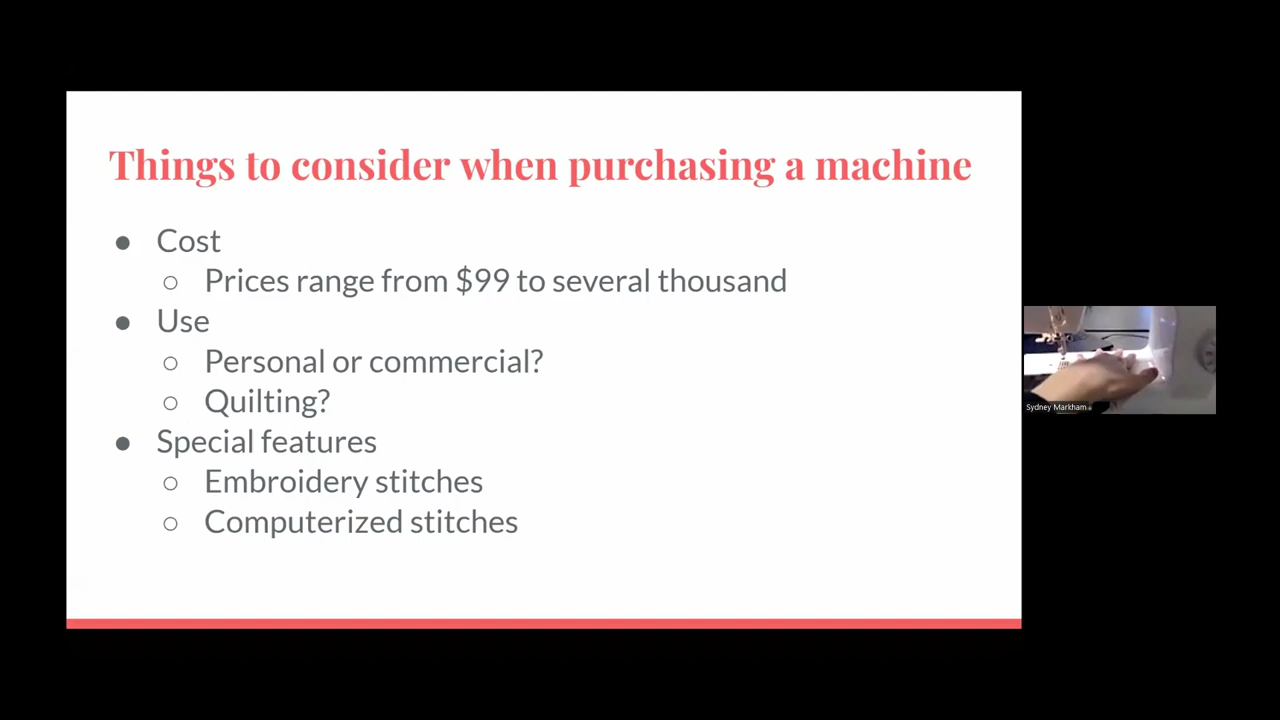 Things to consider when purchasing a machine
● Cost
○ Prices range from $99 to several thousand
● Use
○ Personal or commercial?
○ Quilting?
● Special features
○ Embroidery stitches
○ Computerized stitches
Sydney Markham